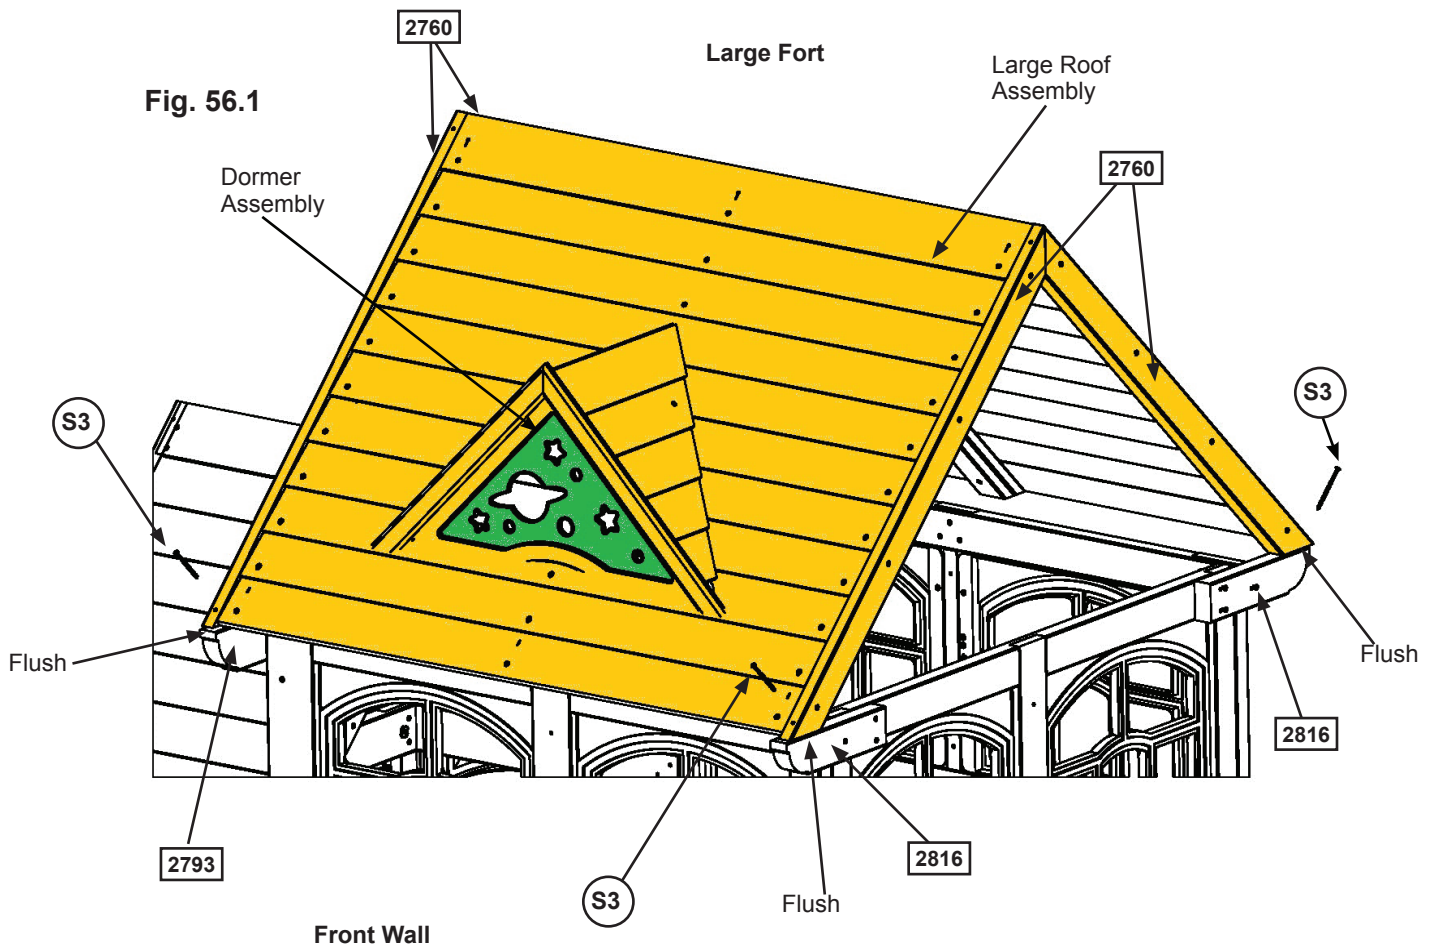 2760
Large Fort
Large Roof
Assembly
Fig. 56.1
2760
Dormer
Assembly
S3
S3
Flush
Flush
2816
2793
2816
S3
Flush
Front Wall